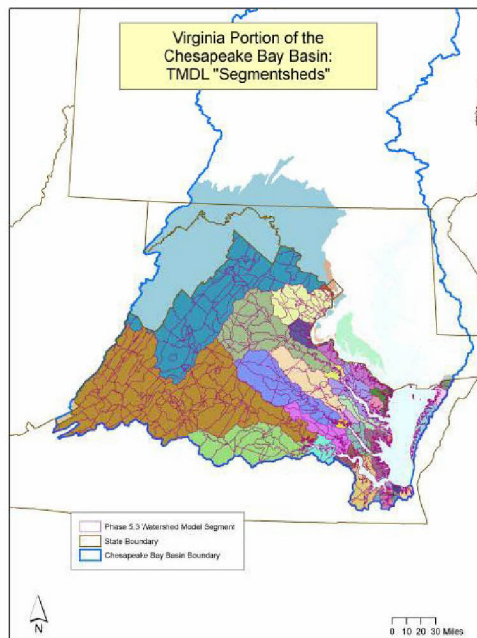 Virginia Portion of the
Chesapeake Bay Basin:
TMDL "Segmentsheds"
Phase 5.3 Watershed Model Segment
State Boundary
Chesapeake Bay Basin Boundary
N
0 10 20 30 Miles